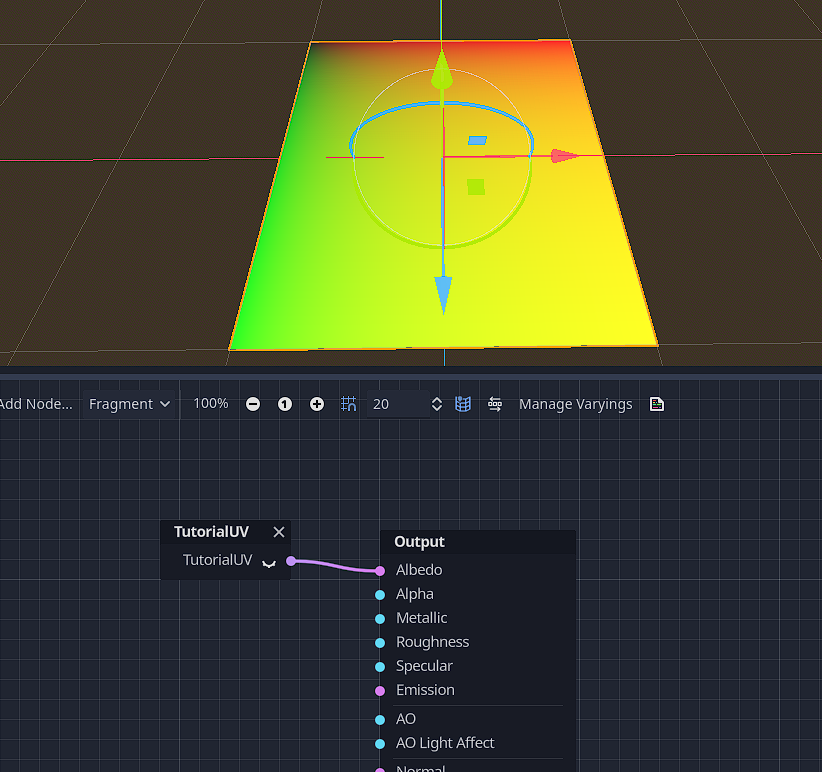 Add Node... Fragment 100% 1 20 Manage Varyings
TutorialUV
TutorialUV
Output
Albedo
Alpha
Metallic
Roughness
Specular
Emission
AO
AO Light Affect
Normal